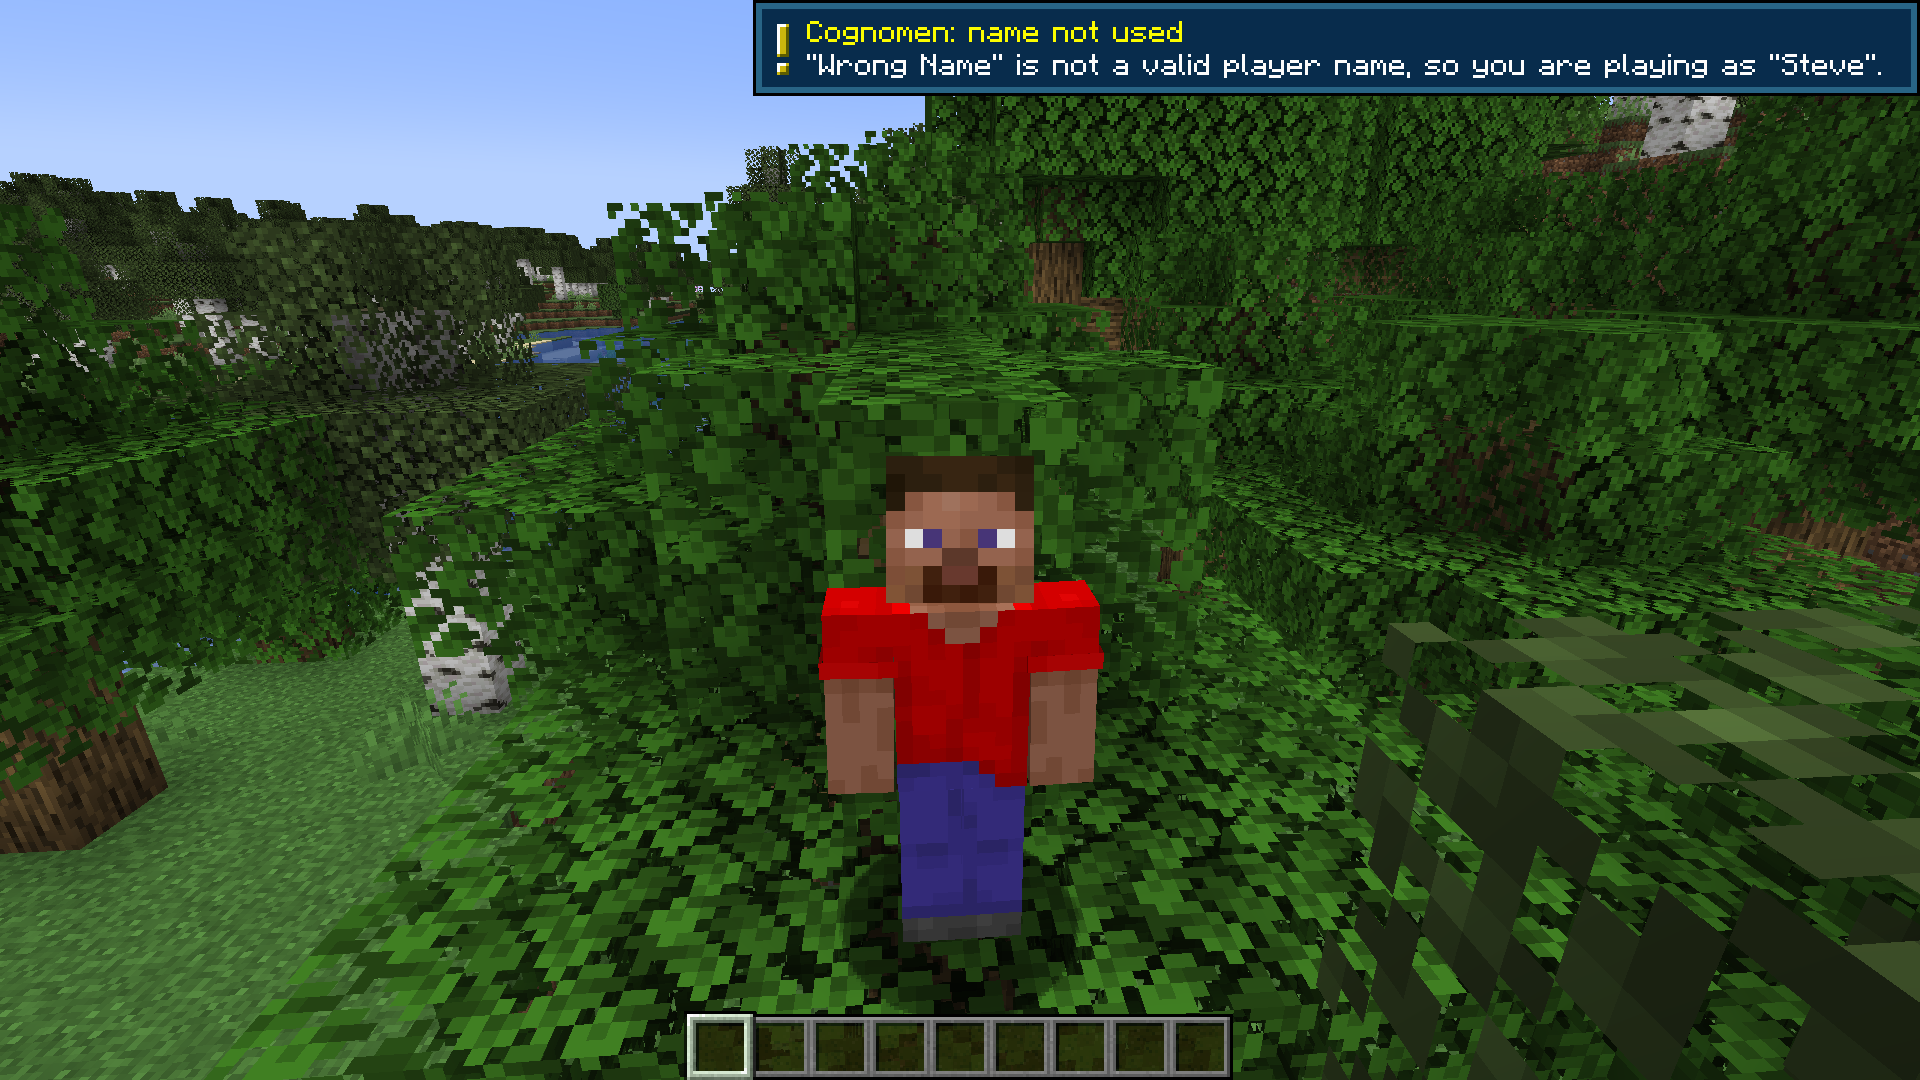 Cognomen: name not used
"Wrong Name" is not a valid player name, so you are playing as "Steve".